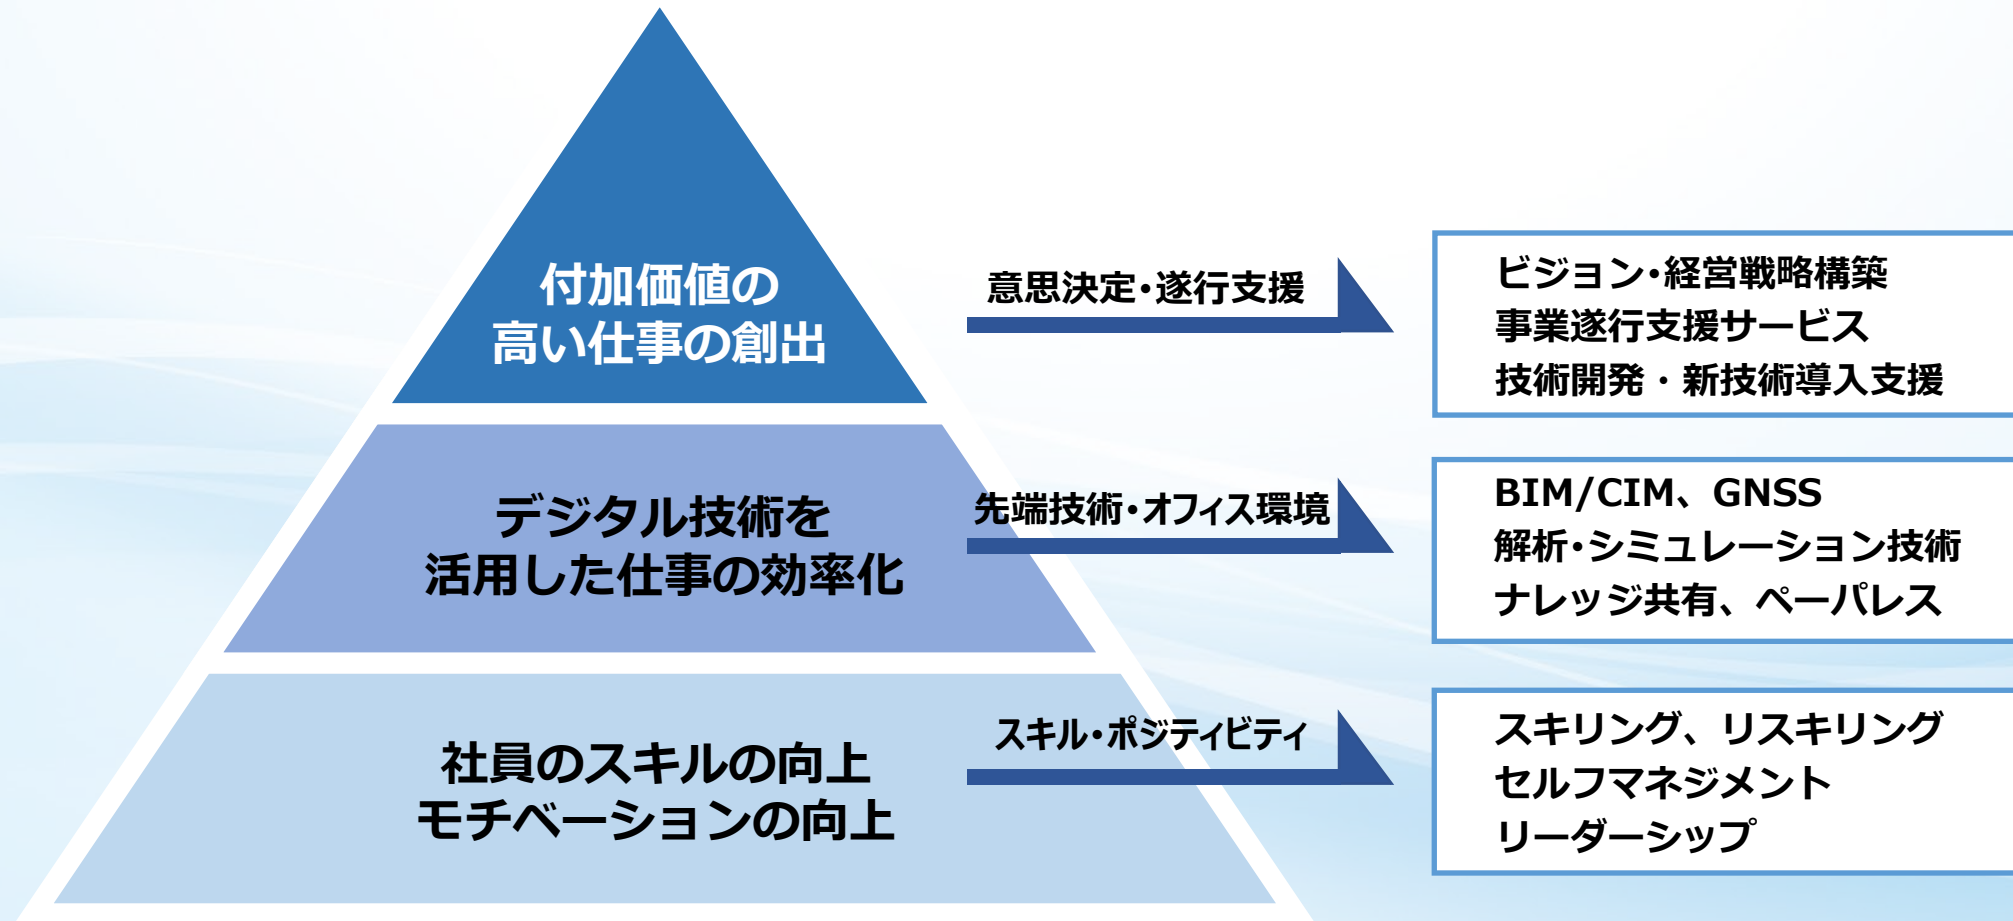 付加価値の
高い仕事の創出
意思決定・遂行支援
ビジョン・経営戦略構築
事業遂行支援サービス
技術開発・新技術導入支援
デジタル技術を
活用した仕事の効率化
先端技術・オフィス環境
BIM/CIM、GNSS
解析・シミュレーション技術
ナレッジ共有、ペーパレス
社員のスキルの向上
モチベーションの向上
スキル・ポジティビティ
スキリング、リスキリング
セルフマネジメント
リーダーシップ